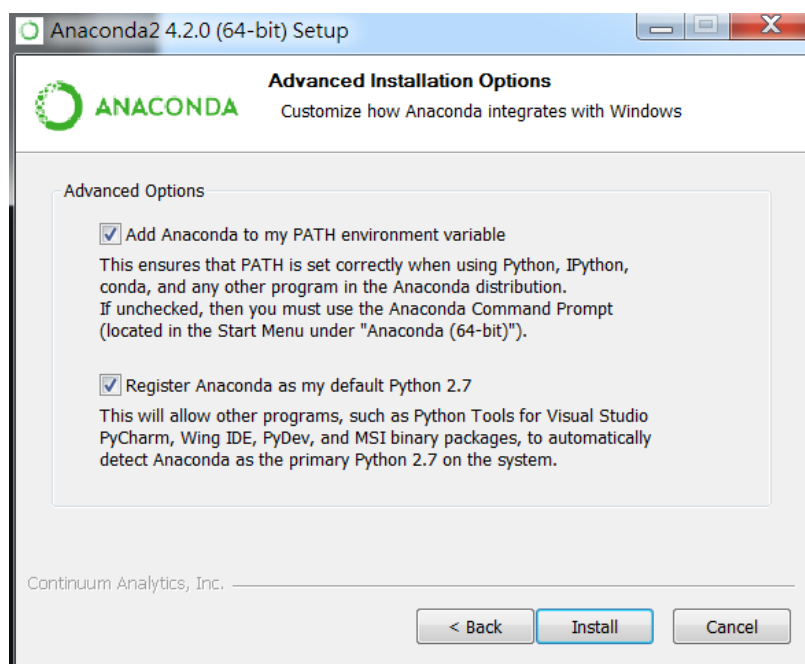 Anaconda2 4.2.0 (64-bit) Setup
Advanced Installation Options
ANACONDA
Customize how Anaconda integrates with Windows
Advanced Options
Add Anaconda to my PATH environment variable
This ensures that PATH is set correctly when using Python, IPython,
conda, and any other program in the Anaconda distribution.
If unchecked, then you must use the Anaconda Command Prompt
(located in the Start Menu under "Anaconda (64-bit)").
Register Anaconda as my default Python 2.7
This will allow other programs, such as Python Tools for Visual Studio
PyCharm, Wing IDE, PyDev, and MSI binary packages, to automatically
detect Anaconda as the primary Python 2.7 on the system.
Continuum Analytics, Inc.
< Back
Install
Cancel